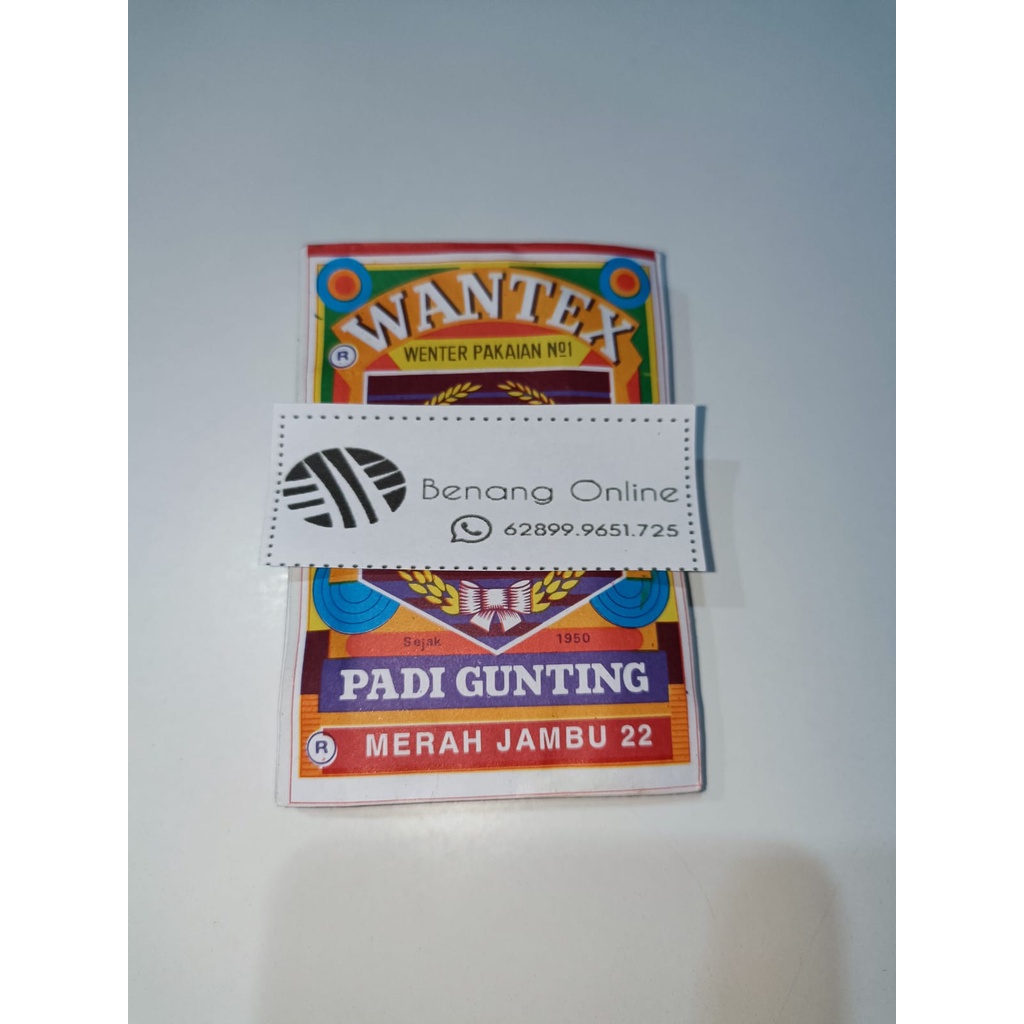 WANTEX
R
WENTER PAKAIAN Nº1
Benang Online
62899.9651.725
Sejak 1950
PADI GUNTING
R MERAH JAMBU 22